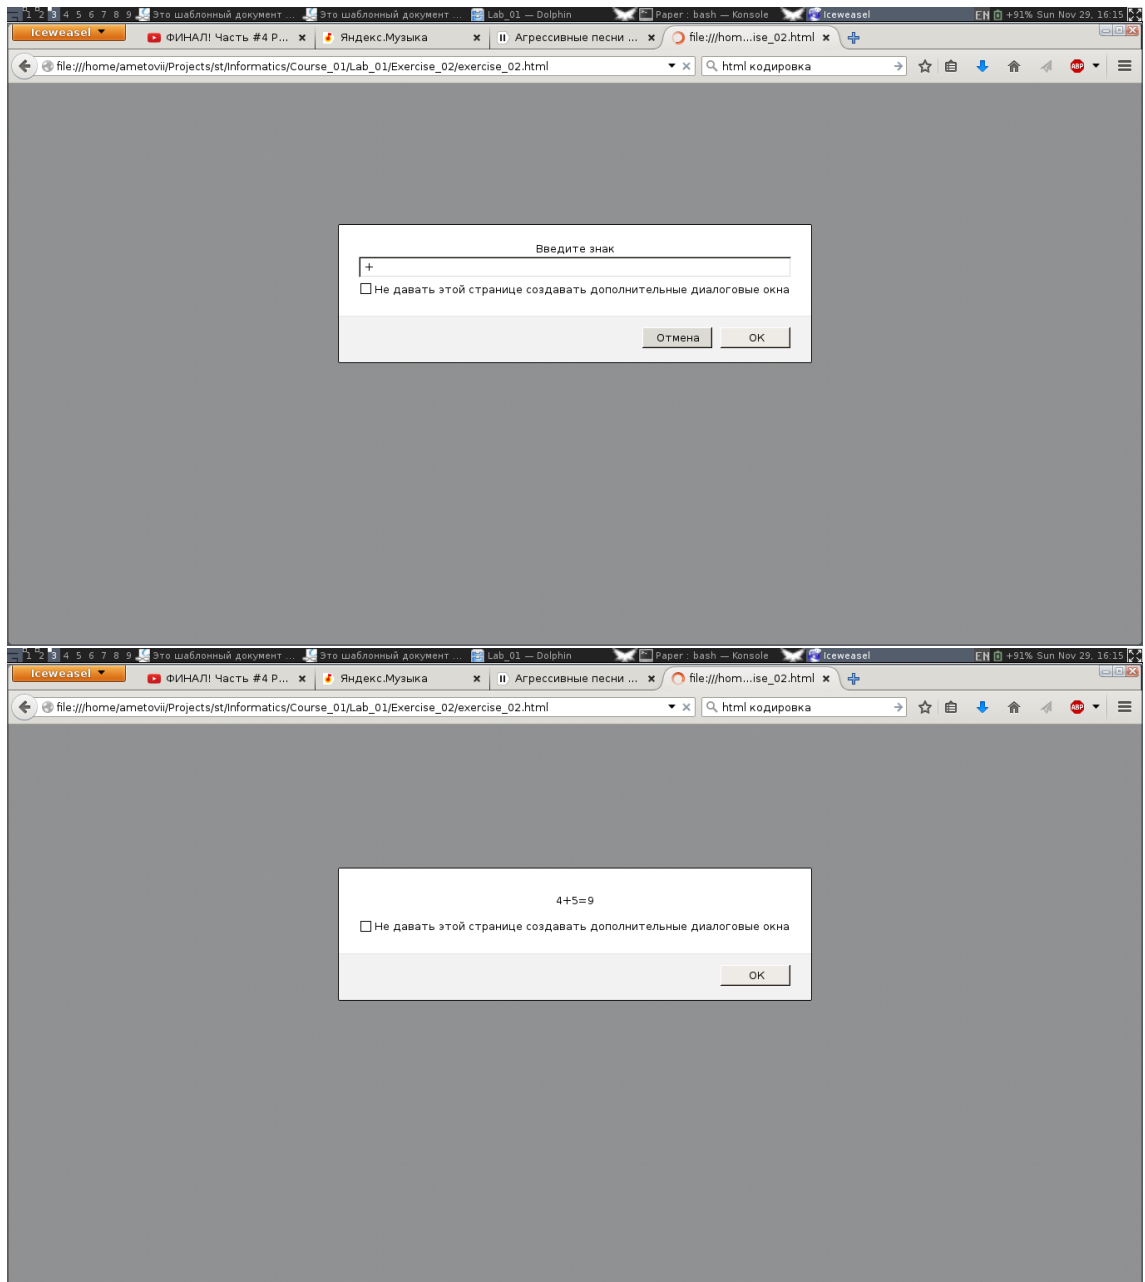 1 2 3 4 5 6 7 8 9 Это шаблонный документ ... Это шаблонный документ ... Lab_01 — Dolphin Paper : bash — Konsole Iceweasel EN +91% Sun Nov 29, 16:15
Iceweasel ФИНАЛ! Часть #4 Р... Яндекс.Музыка Агрессивные песни ... file:///hom...ise_02.html
file:///home/ametovii/Projects/st/Informatics/Course_01/Lab_01/Exercise_02/exercise_02.html html кодировка ABP
Введите знак
+
Не давать этой странице создавать дополнительные диалоговые окна
Отмена OK
1 2 3 4 5 6 7 8 9 Это шаблонный документ ... Это шаблонный документ ... Lab_01 — Dolphin Paper : bash — Konsole Iceweasel EN +91% Sun Nov 29, 16:15
Iceweasel ФИНАЛ! Часть #4 Р... Яндекс.Музыка Агрессивные песни ... file:///hom...ise_02.html
file:///home/ametovii/Projects/st/Informatics/Course_01/Lab_01/Exercise_02/exercise_02.html html кодировка ABP
4+5=9
Не давать этой странице создавать дополнительные диалоговые окна
OK